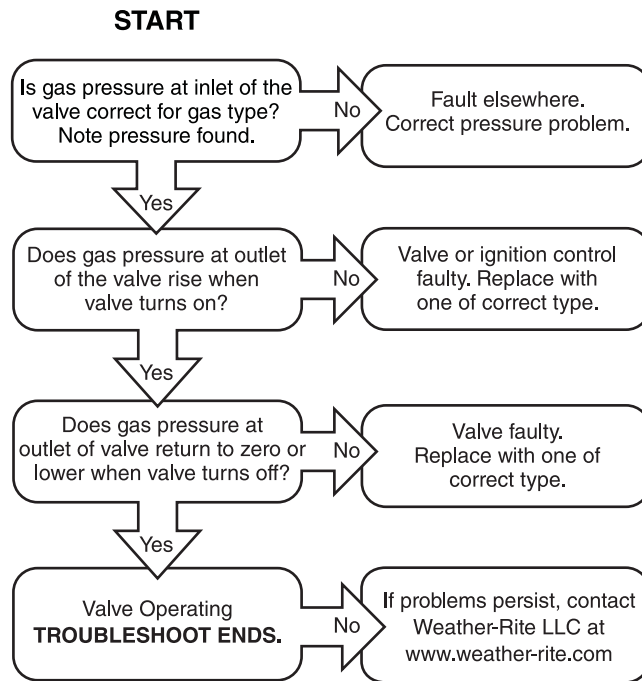 START
Is gas pressure at inlet of the
valve correct for gas type?
Note pressure found.
No
Fault elsewhere.
Correct pressure problem.
Yes
Does gas pressure at outlet
of the valve rise when
valve turns on?
No
Valve or ignition control
faulty. Replace with
one of correct type.
Yes
Does gas pressure at
outlet of valve return to zero or
lower when valve turns off?
No
Valve faulty.
Replace with one of
correct type.
Yes
Valve Operating
TROUBLESHOOT ENDS.
No
If problems persist, contact
Weather-Rite LLC at
www.weather-rite.com